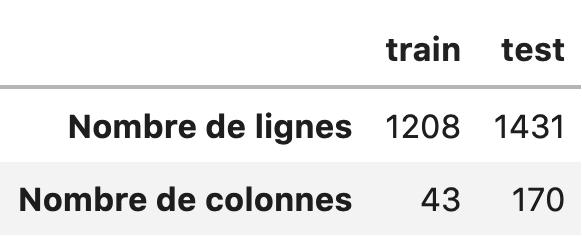 train test
Nombre de lignes 1208 1431
Nombre de colonnes 43 170